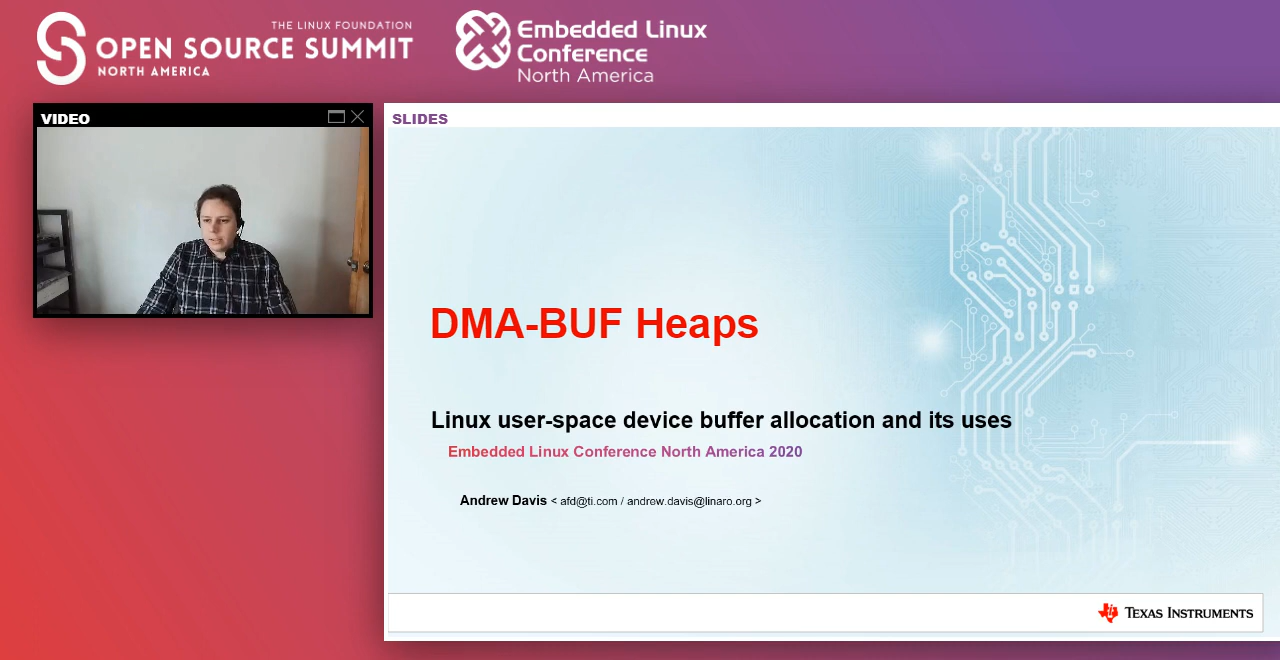 THE LINUX FOUNDATION
OPEN SOURCE SUMMIT
NORTH AMERICA
Embedded Linux
Conference
North America
VIDEO
SLIDES
DMA-BUF Heaps
Linux user-space device buffer allocation and its uses
Embedded Linux Conference North America 2020
Andrew Davis < afd@ti.com / andrew.davis@linaro.org >
TEXAS INSTRUMENTS